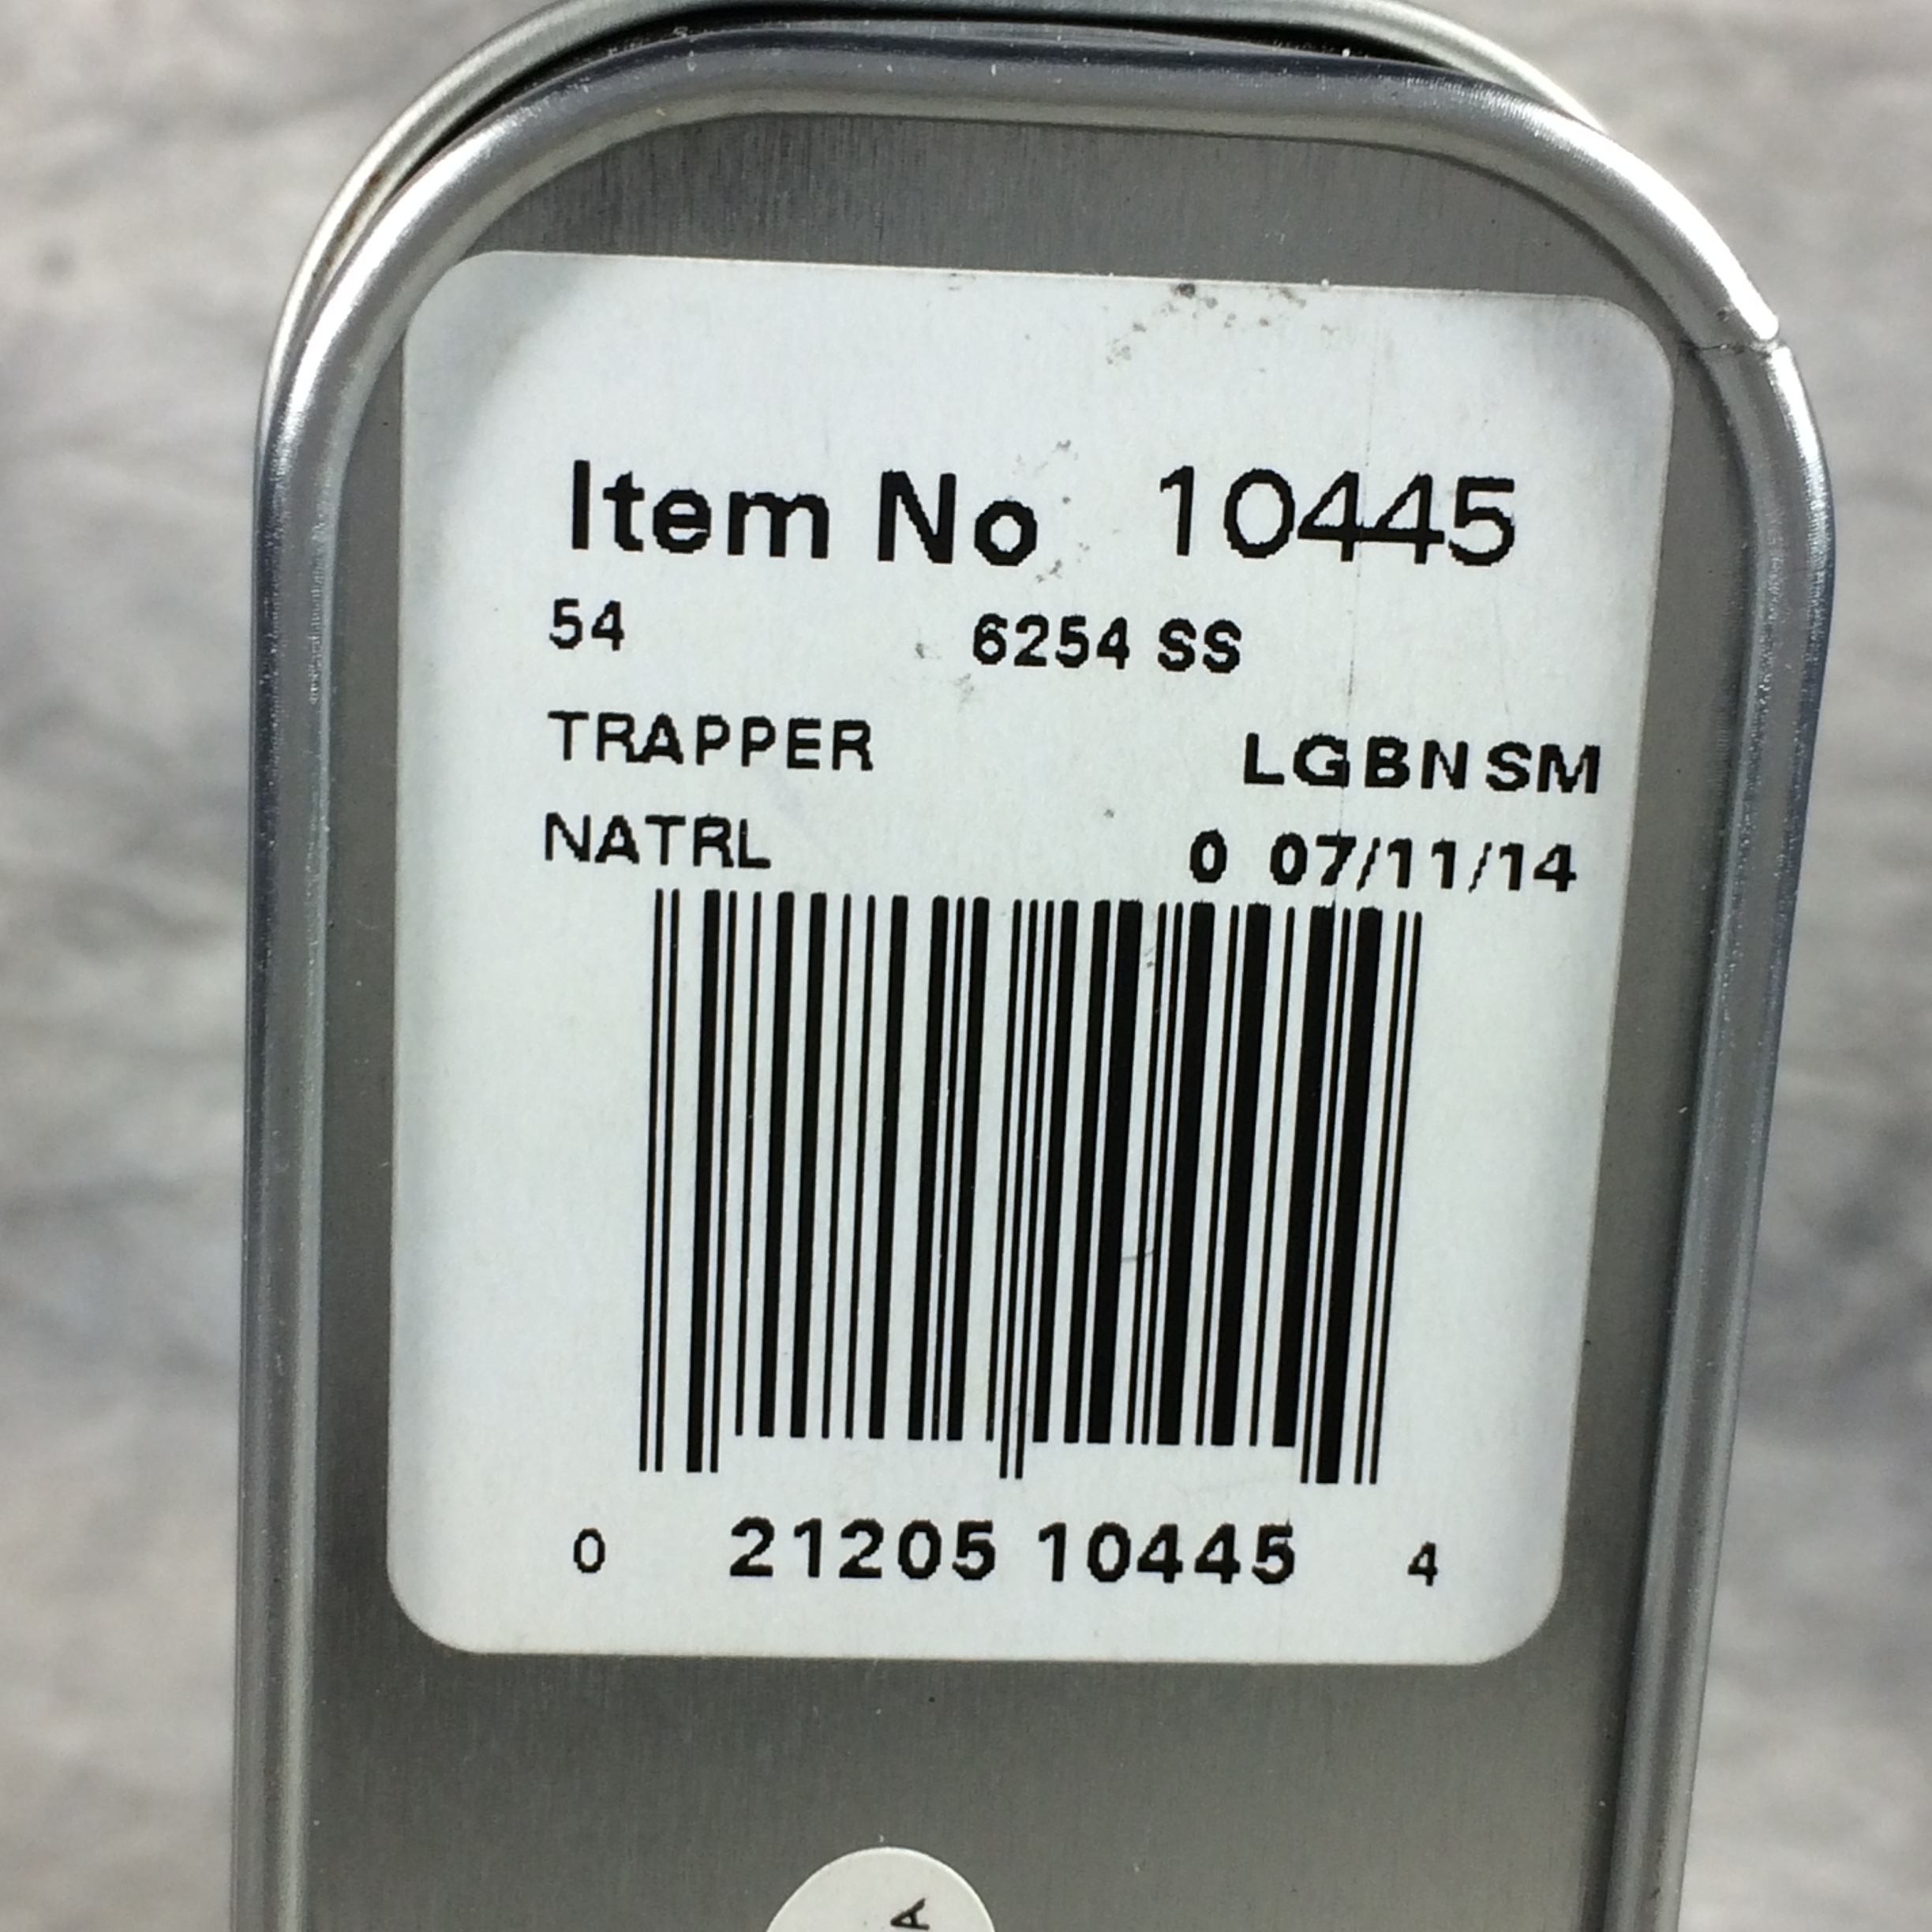 Item No 10445
54 6254 SS
TRAPPER LGBNSM
NATRL 0 07/11/14
0 21205 10445 4
A